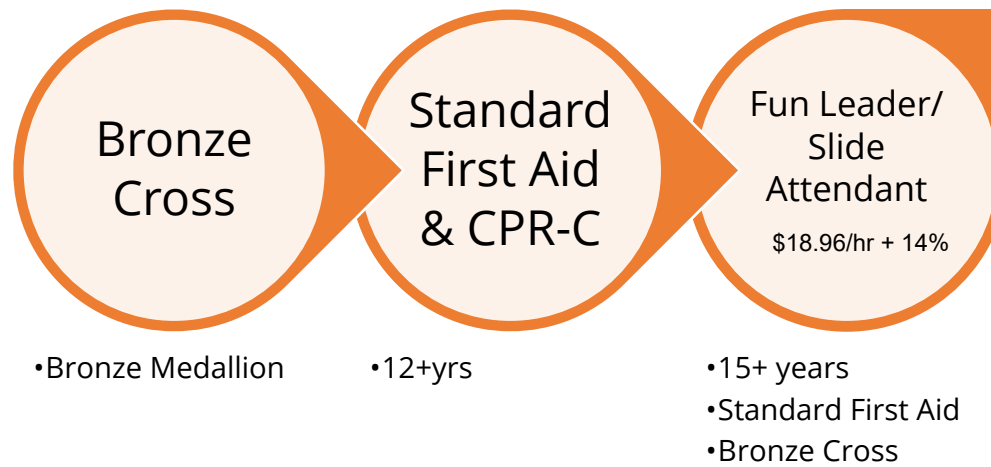 Bronze
Cross
Standard
First Aid
& CPR-C
Fun Leader/
Slide
Attendant
$18.96/hr + 14%
•Bronze Medallion
•12+yrs
•15+ years
•Standard First Aid
•Bronze Cross